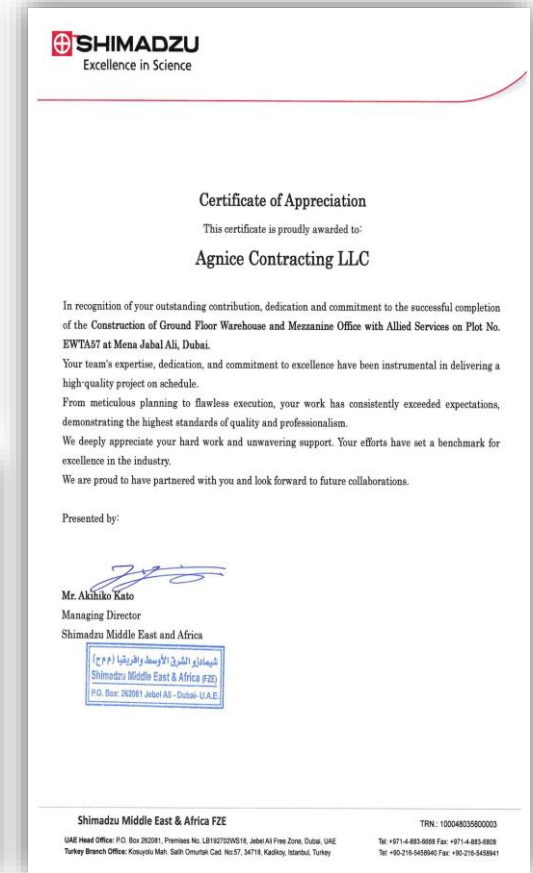 SHIMADZU
Excellence in Science
Certificate of Appreciation
This certificate is proudly awarded to:
Agnice Contracting LLC
In recognition of your outstanding contribution, dedication and commitment to the successful completion
of the Construction of Ground Floor Warehouse and Mezzanine Office with Allied Services on Plot No.
EWTA57 at Mena Jabal Ali, Dubai.
Your team's expertise, dedication, and commitment to excellence have been instrumental in delivering a
high-quality project on schedule.
From meticulous planning to flawless execution, your work has consistently exceeded expectations,
demonstrating the highest standards of quality and professionalism.
We deeply appreciate your hard work and unwavering support. Your efforts have set a benchmark for
excellence in the industry.
We are proud to have partnered with you and look forward to future collaborations.
Presented by:
Mr. Akihiko Kato
Managing Director
Shimadzu Middle East and Africa
شيمادزو الشرق الأوسط وافريقيا (م م ح)
Shimadzu Middle East & Africa (FZE)
P.O. Box: 262081 Jebel Ali - Dubai- U.A.E.
Shimadzu Middle East & Africa FZE
TRN.: 100048035800003
UAE Head Office: P.O. Box 262081, Premises No. LB192702WS18, Jebel Ali Free Zone, Dubai, UAE
Tel: +971-4-883-6668 Fax: +971-4-883-6808
Turkey Branch Office: Kosuyolu Mah. Salih Omurtak Cad. No:57, 34718, Kadikoy, Istanbul, Turkey
Tel: +90-216-5458940 Fax: +90-216-5458941